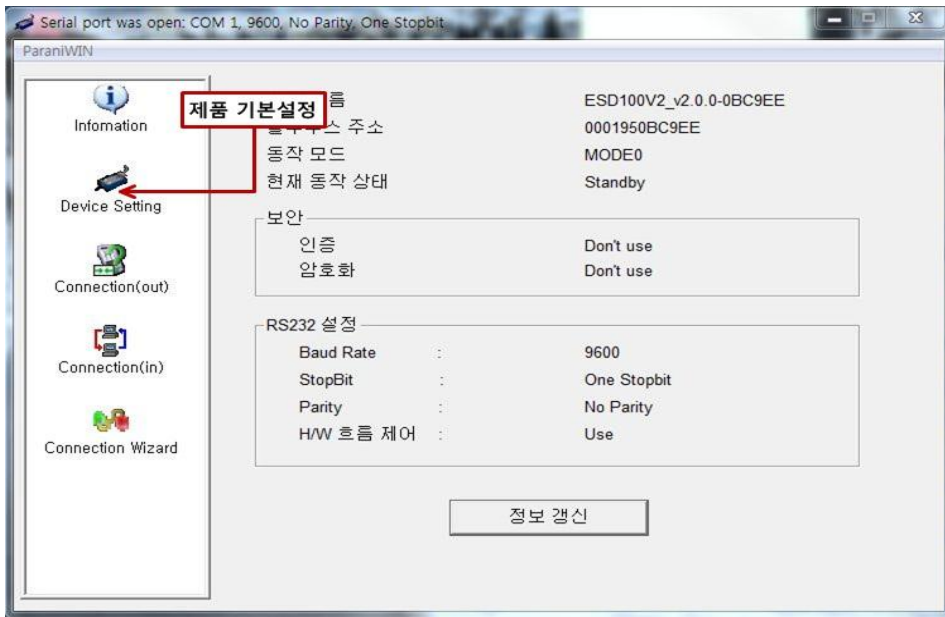 Serial port was open: COM 1, 9600, No Parity, One Stopbit
ParaniWIN
Infomation
Device Setting
Connection(out)
Connection(in)
Connection Wizard
제품 기본설정
름 ESD100V2_v2.0.0-0BC9EE
주소 0001950BC9EE
동작 모드 MODE0
현재 동작 상태 Standby
보안
인증 Don't use
암호화 Don't use
RS232 설정
Baud Rate : 9600
StopBit : One Stopbit
Parity : No Parity
H/W 흐름 제어 : Use
정보 갱신